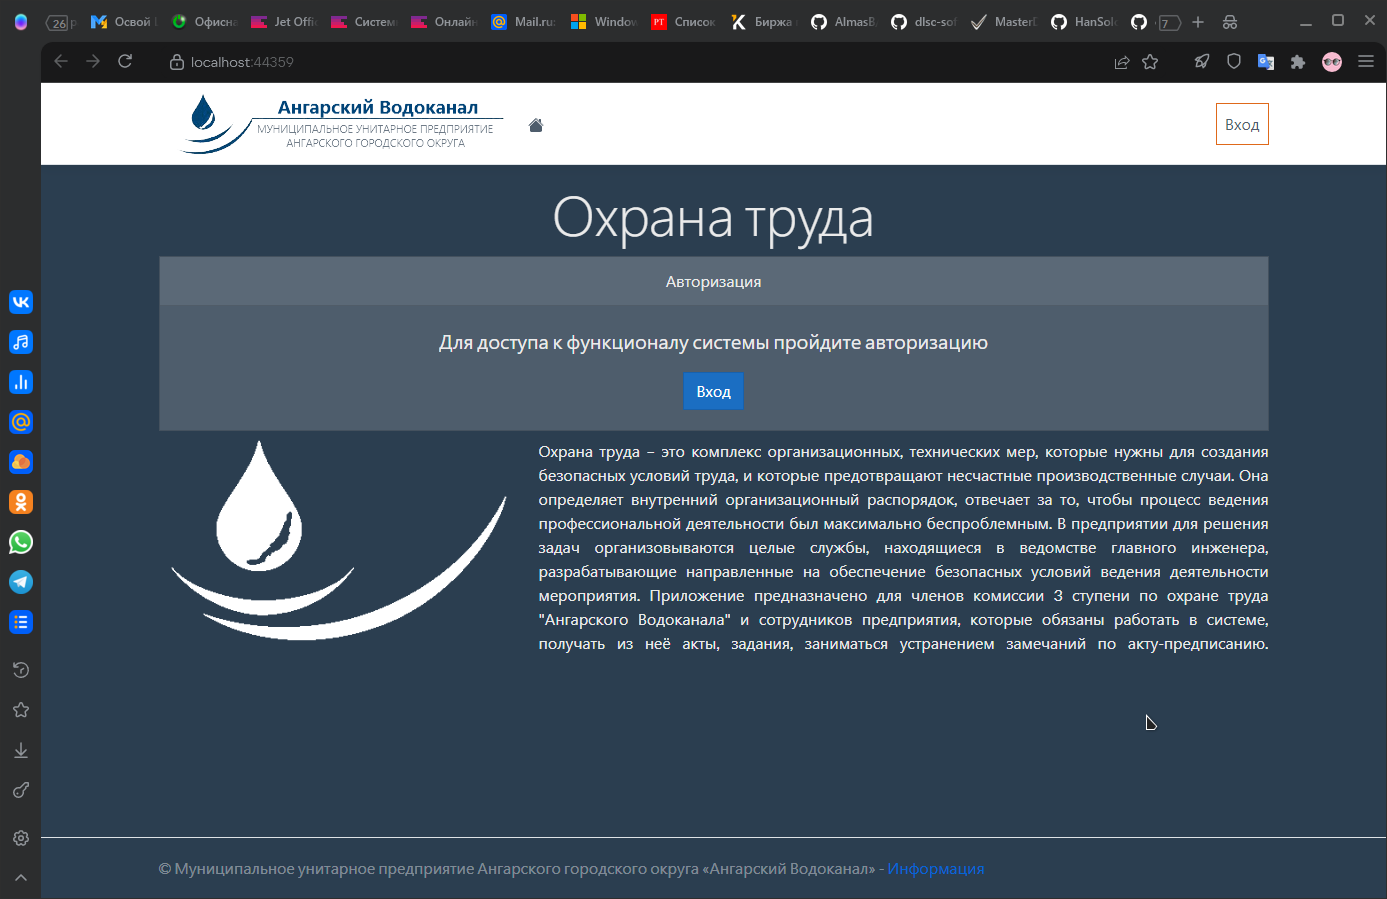 26
Освой
Офисна
Jet Offi
Систем
Онлайн
Mail.ru:
Window
PT
Список
Биржа
AlmasB
dlsc-sof
MasterD
HanSol
7
localhost:44359
Ангарский Водоканал
МУНИЦИПАЛЬНОЕ УНИТАРНОЕ ПРЕДПРИЯТИЕ
АНГАРСКОГО ГОРОДСКОГО ОКРУГА
Вход
Охрана труда
Авторизация
Для доступа к функционалу системы пройдите авторизацию
Вход
Охрана труда – это комплекс организационных, технических мер, которые нужны для создания
безопасных условий труда, и которые предотвращают несчастные производственные случаи. Она
определяет внутренний организационный распорядок, отвечает за то, чтобы процесс ведения
профессиональной деятельности был максимально беспроблемным. В предприятии для решения
задач организовываются целые службы, находящиеся в ведомстве главного инженера,
разрабатывающие направленные на обеспечение безопасных условий ведения деятельности
мероприятия. Приложение предназначено для членов комиссии 3 ступени по охране труда
"Ангарского Водоканала" и сотрудников предприятия, которые обязаны работать в системе,
получать из неё акты, задания, заниматься устранением замечаний по акту-предписанию.
© Муниципальное унитарное предприятие Ангарского городского округа «Ангарский Водоканал» - Информация